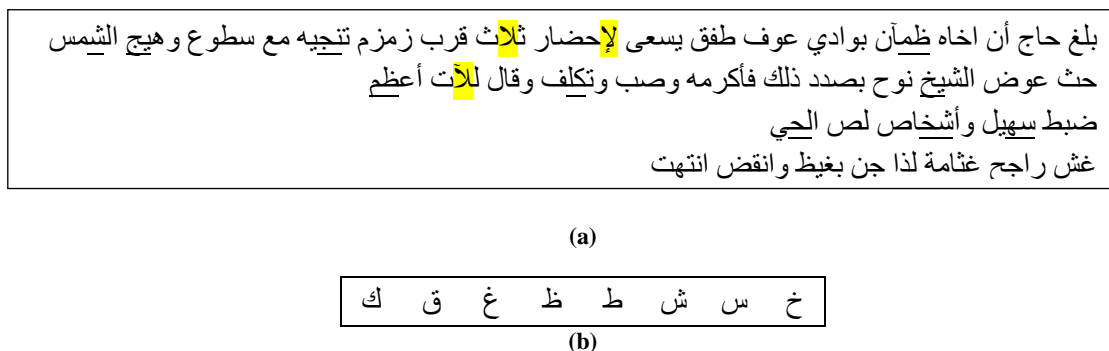 بلغ حاج أن اخاه ظمآن بوادي عوف طفق يسعى لإحضار ثلاث قرب زمزم تنجيه مع سطوع وهيج الشمس
حث عوض الشيخ نوح بصدد ذلك فأكرمه وصب وتكلف وقال للآت أعظم
ضبط سهيل وأشخاص لص الحي
غش راجح غثامة لذا جن بغيظ وانقض انتهت
(a)
خ س ش ط ظ غ ق ك
(b)